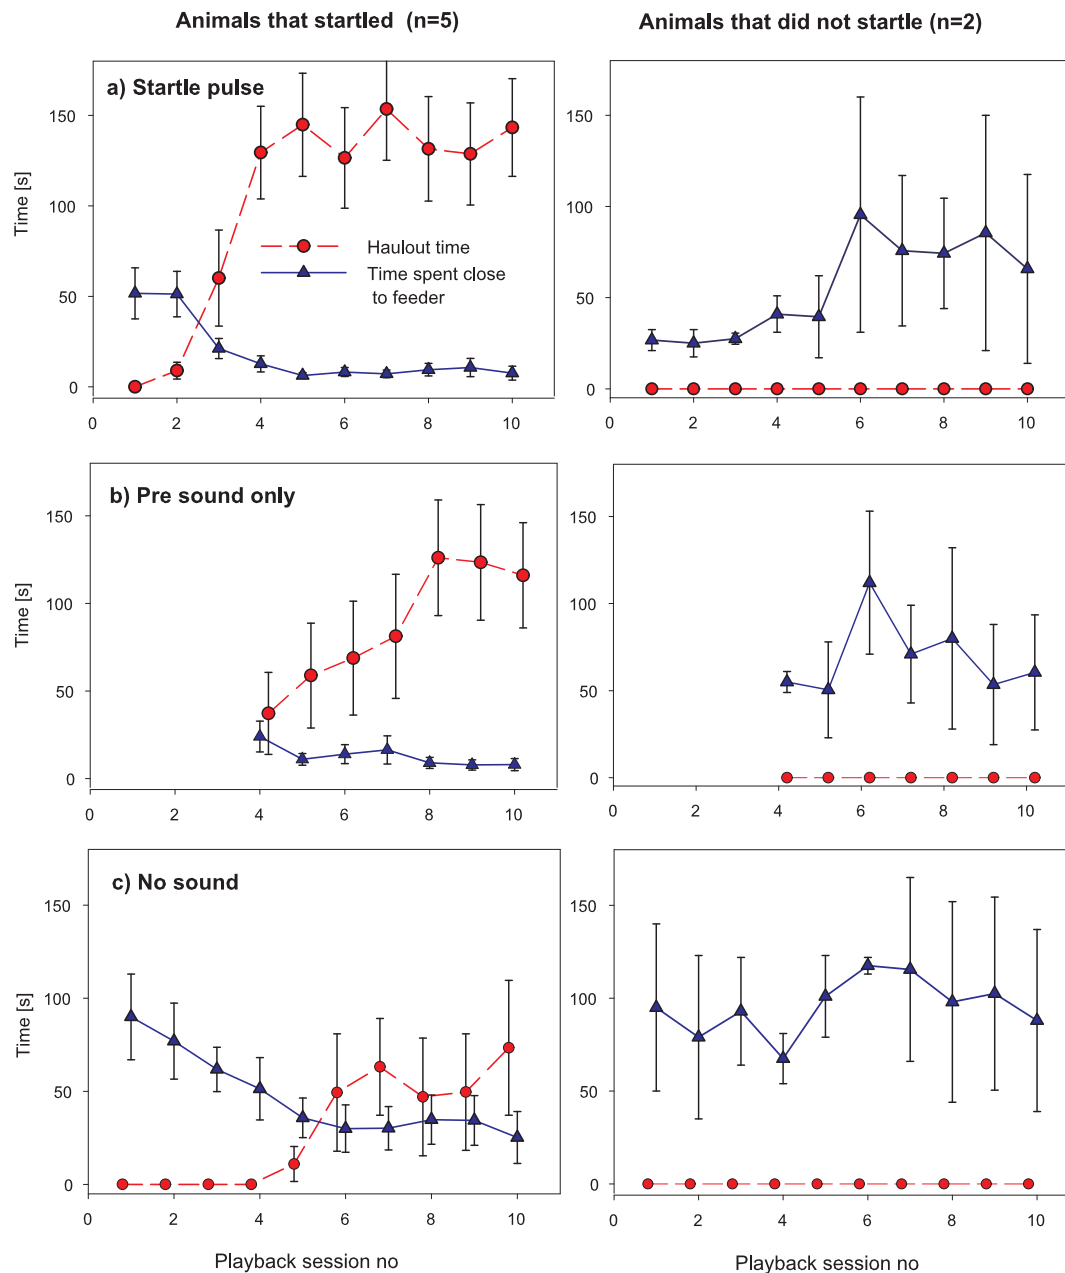 Animals that startled (n=5)
Animals that did not startle (n=2)
a) Startle pulse
Time [s]
150
100
50
0
Haulout time
Time spent close
to feeder
0 2 4 6 8 10
150
100
50
0
0 2 4 6 8 10
b) Pre sound only
Time [s]
150
100
50
0
0 2 4 6 8 10
150
100
50
0
0 2 4 6 8 10
c) No sound
Time [s]
150
100
50
0
0 2 4 6 8 10
Playback session no
150
100
50
0
0 2 4 6 8 10
Playback session no